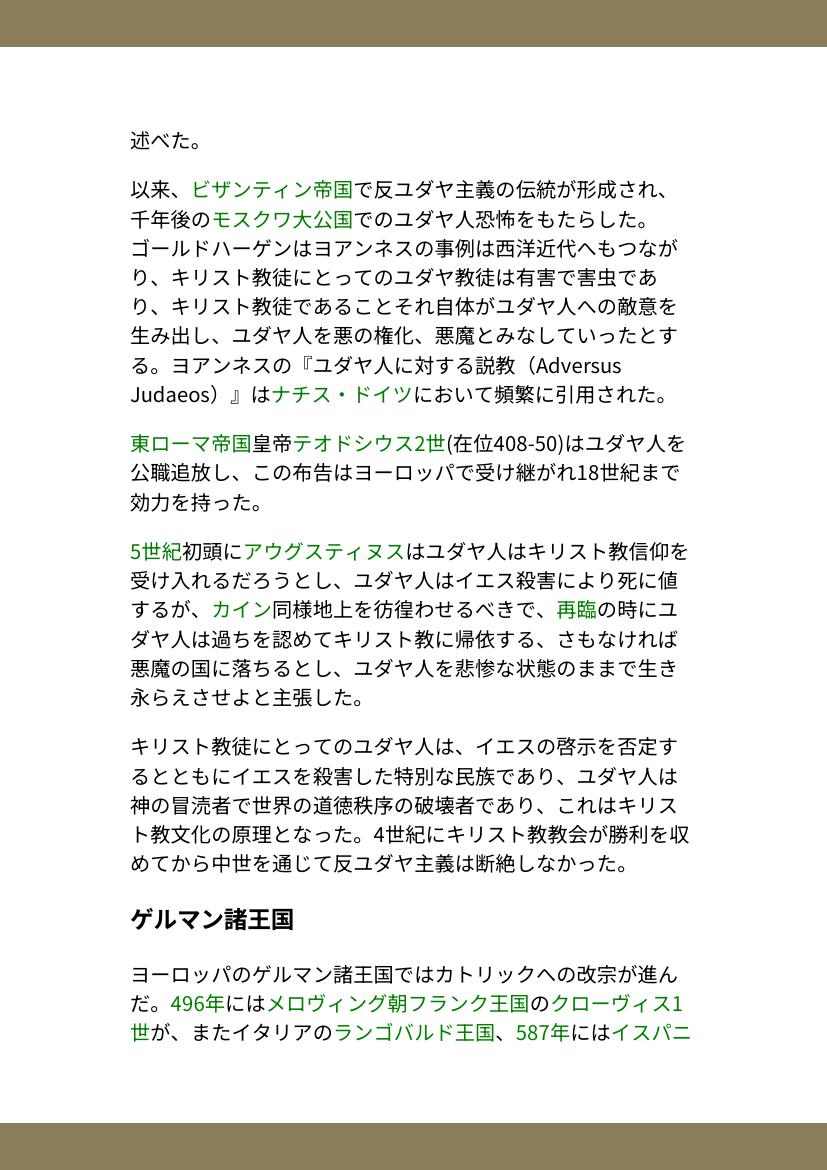 述べた。
以来、ビザンティン帝国で反ユダヤ主義の伝統が形成され、
千年後のモスクワ大公国でのユダヤ人恐怖をもたらした。
ゴールドハーゲンはヨアンネスの事例は西洋近代へもつなが
り、キリスト教徒にとってのユダヤ教徒は有害で害虫であ
り、キリスト教徒であることそれ自体がユダヤ人への敵意を
生み出し、ユダヤ人を悪の権化、悪魔とみなしていったとす
る。ヨアンネスの『ユダヤ人に対する説教（Adversus
Judaeos）』はナチス・ドイツにおいて頻繁に引用された。
東ローマ帝国皇帝テオドシウス2世(在位408-50)はユダヤ人を
公職追放し、この布告はヨーロッパで受け継がれ18世紀まで
効力を持った。
5世紀初頭にアウグスティヌスはユダヤ人はキリスト教信仰を
受け入れるだろうとし、ユダヤ人はイエス殺害により死に値
するが、カイン同様地上を彷徨わせるべきで、再臨の時にユ
ダヤ人は過ちを認めてキリスト教に帰依する、さもなければ
悪魔の国に落ちるとし、ユダヤ人を悲惨な状態のままで生き
永らえさせよと主張した。
キリスト教徒にとってのユダヤ人は、イエスの啓示を否定す
るとともにイエスを殺害した特別な民族であり、ユダヤ人は
神の冒涜者で世界の道徳秩序の破壊者であり、これはキリス
ト教文化の原理となった。4世紀にキリスト教教会が勝利を収
めてから中世を通じて反ユダヤ主義は断絶しなかった。
ゲルマン諸王国
ヨーロッパのゲルマン諸王国ではカトリックへの改宗が進ん
だ。496年にはメロヴィング朝フランク王国のクローヴィス1
世が、またイタリアのランゴバルド王国、587年にはイスパニ